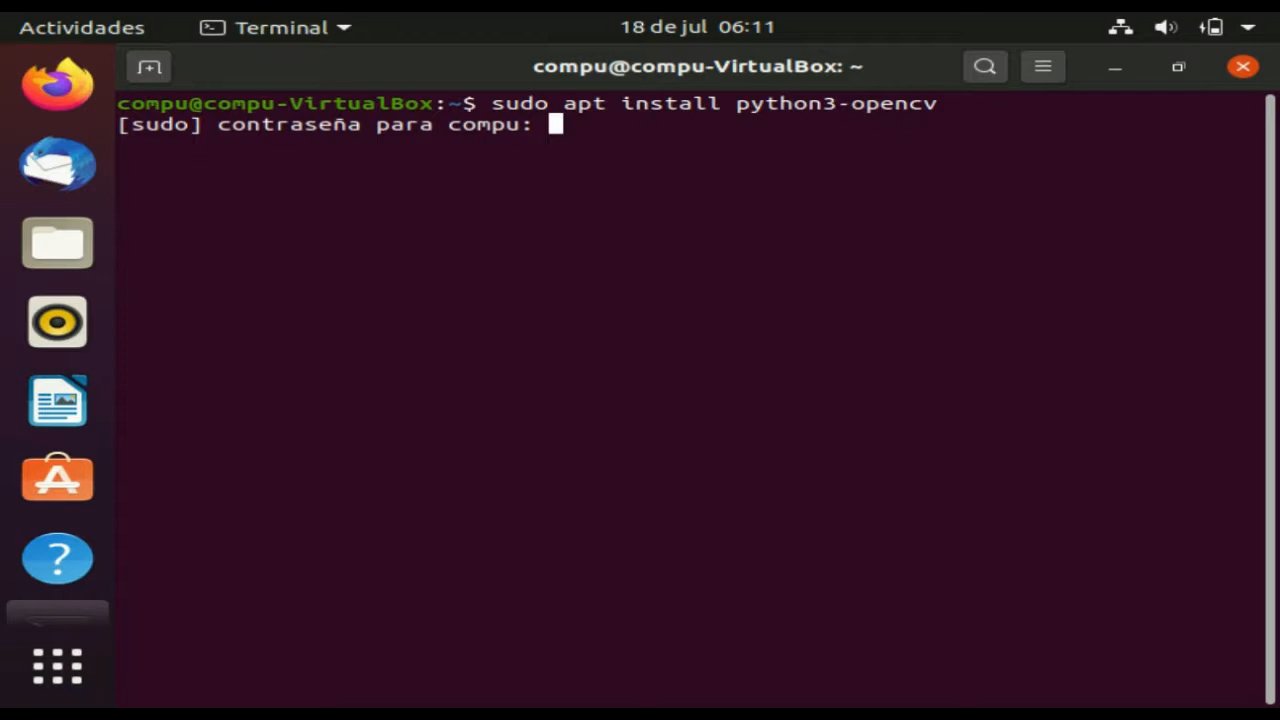 Actividades Terminal 18 de jul 06:11
compu@compu-VirtualBox: ~
compu@compu-VirtualBox:~$ sudo apt install python3-opencv
[sudo] contraseña para compu: